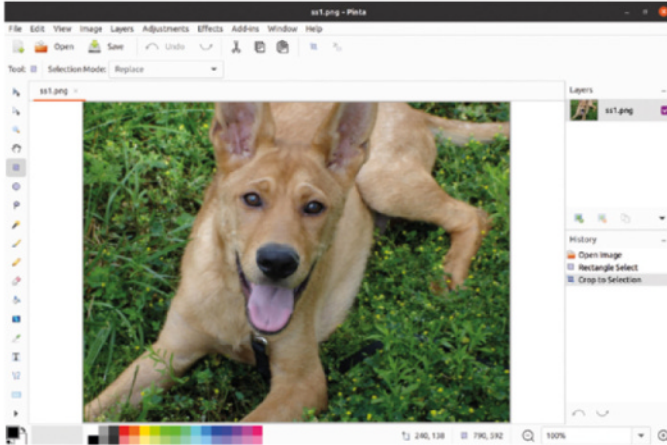 ss1.png – Pinta
File Edit View Image Layers Adjustments Effects Add-ins Window Help
Open Save Undo
Tool: Selection Mode: Replace
ss1.png
Layers
ss1.png
History
Open Image
Rectangle Select
Crop to Selection
240, 138 790, 592 100%